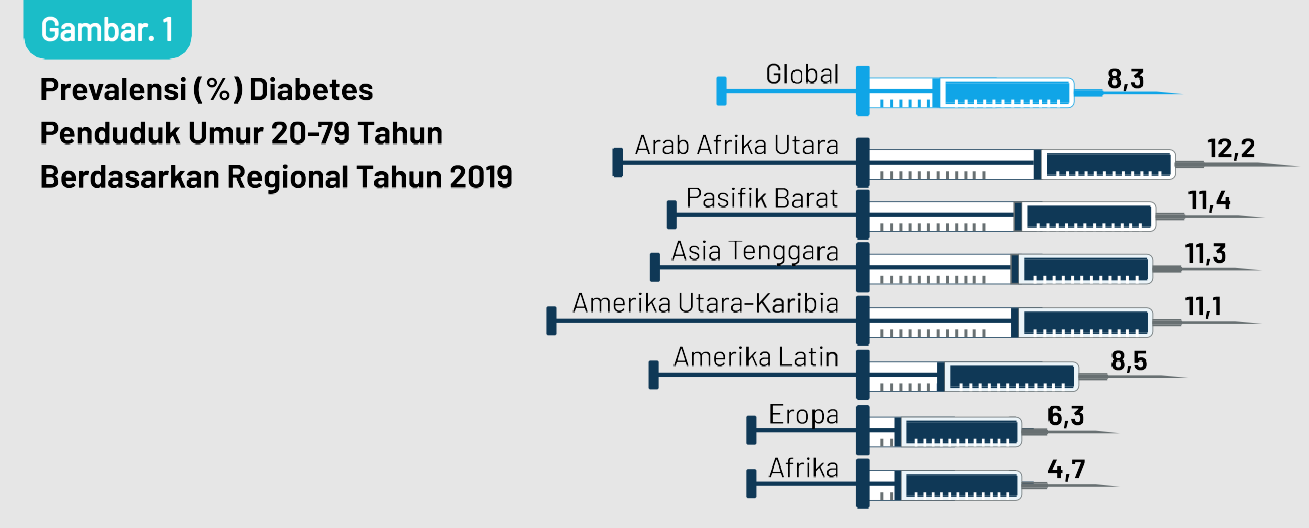 Gambar. 1
Prevalensi (%) Diabetes
Penduduk Umur 20-79 Tahun
Berdasarkan Regional Tahun 2019
Global 8,3
Arab Afrika Utara 12,2
Pasifik Barat 11,4
Asia Tenggara 11,3
Amerika Utara-Karibia 11,1
Amerika Latin 8,5
Eropa 6,3
Afrika 4,7